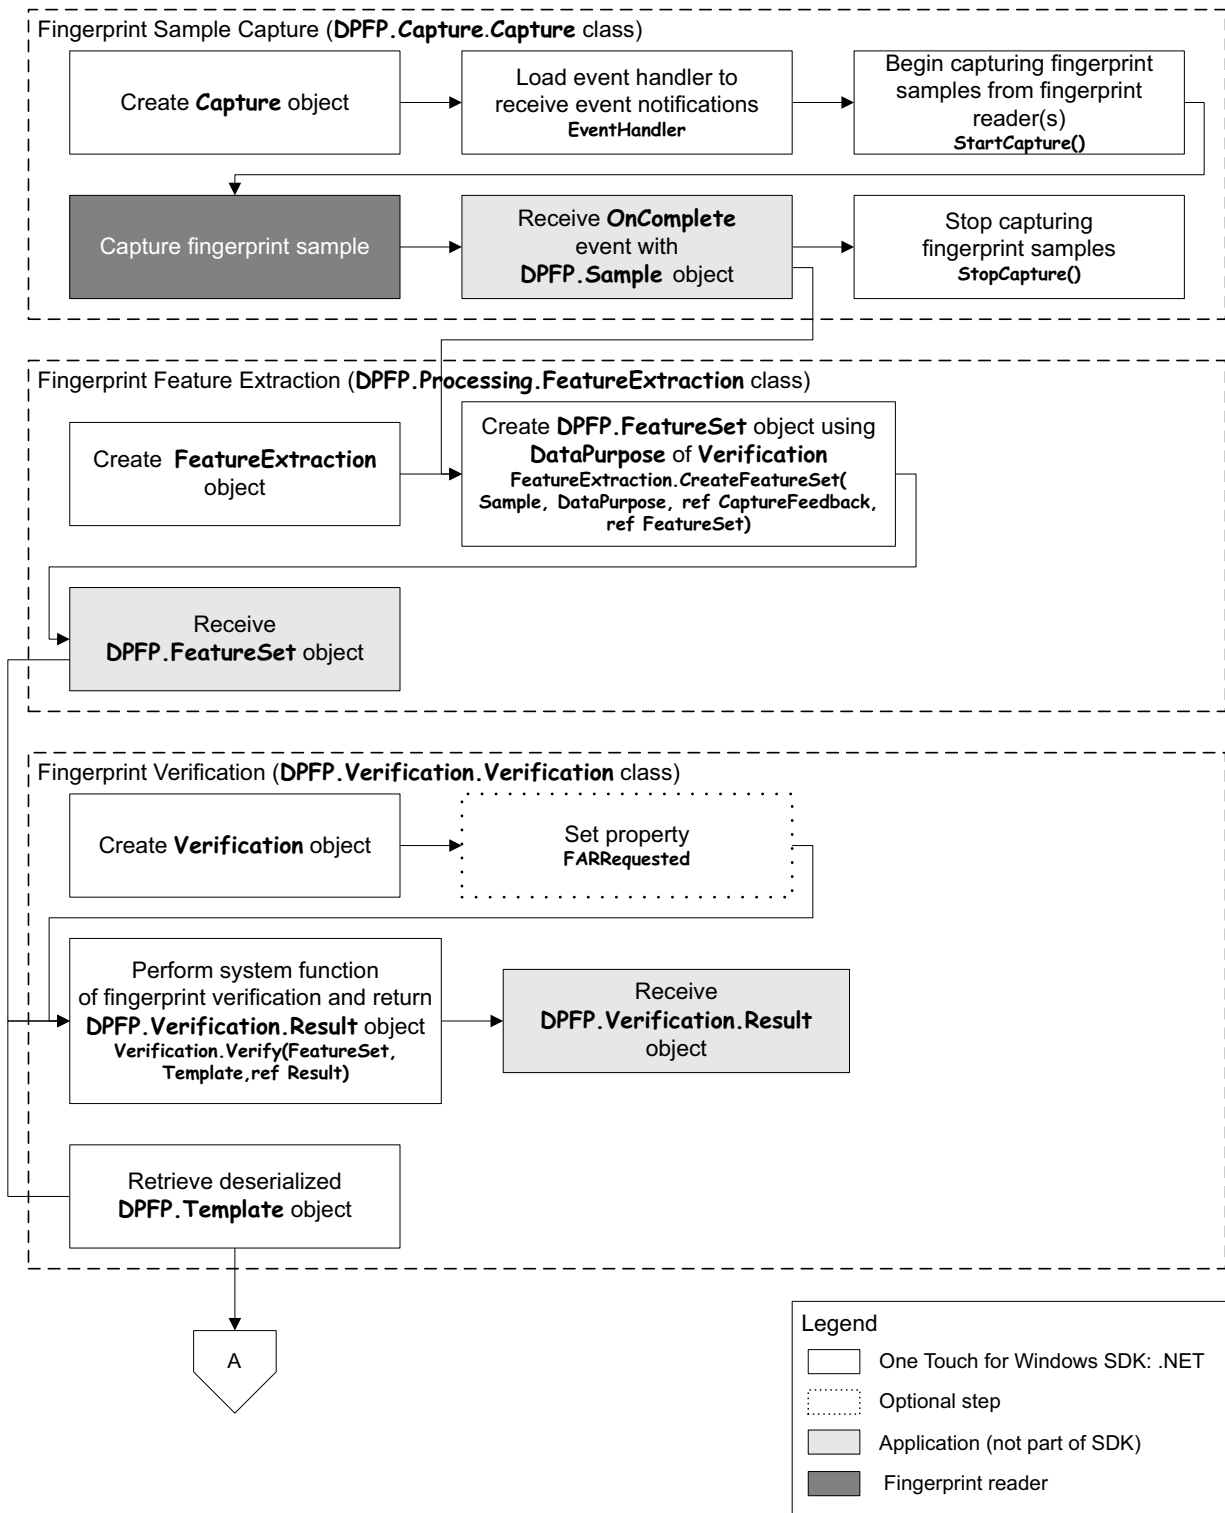 Fingerprint Sample Capture (DPFP.Capture.Capture class)
Create Capture object
Load event handler to
receive event notifications
EventHandler
Begin capturing fingerprint
samples from fingerprint
reader(s)
StartCapture()
Capture fingerprint sample
Receive OnComplete
event with
DPFP.Sample object
Stop capturing
fingerprint samples
StopCapture()
Fingerprint Feature Extraction (DPFP.Processing.FeatureExtraction class)
Create FeatureExtraction
object
Create DPFP.FeatureSet object using
DataPurpose of Verification
FeatureExtraction.CreateFeatureSet(
Sample, DataPurpose, ref CaptureFeedback,
ref FeatureSet)
Receive
DPFP.FeatureSet object
Fingerprint Verification (DPFP.Verification.Verification class)
Create Verification object
Set property
FARRequested
Perform system function
of fingerprint verification and return
DPFP.Verification.Result object
Verification.Verify(FeatureSet,
Template,ref Result)
Receive
DPFP.Verification.Result
object
Retrieve deserialized
DPFP.Template object
A
Legend
One Touch for Windows SDK: .NET
Optional step
Application (not part of SDK)
Fingerprint reader